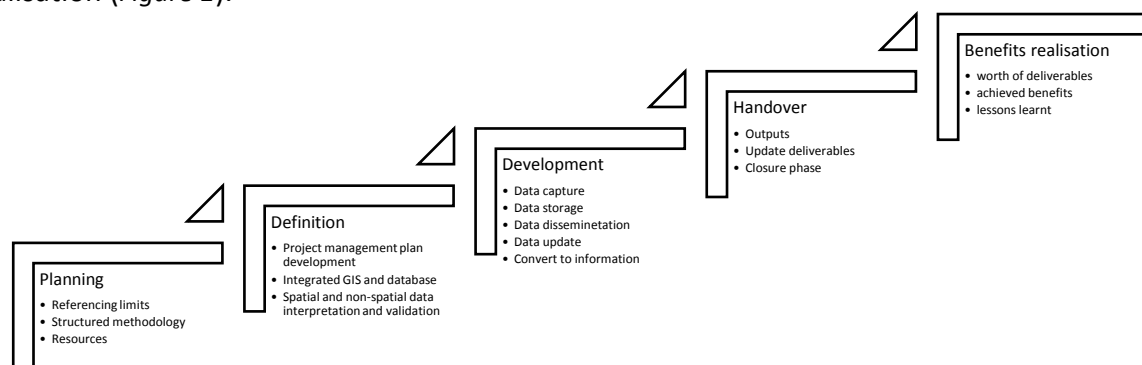 (Figure
Planning
• Referencing limits
• Structured methodology
• Resources
Definition
• Project management plan
development
• Integrated GIS and database
• Spatial and non-spatial data
interpretation and validation
Development
• Data capture
• Data storage
• Data disseminetation
• Data update
• Convert to information
Handover
• Outputs
• Update deliverables
• Closure phase
Benefits realisation
• worth of deliverables
• achieved benefits
• lessons learnt